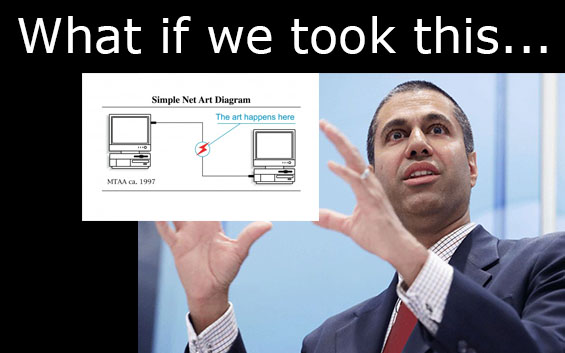 What if we took this...
Simple Net Art Diagram
The art happens here
MTAA ca. 1997